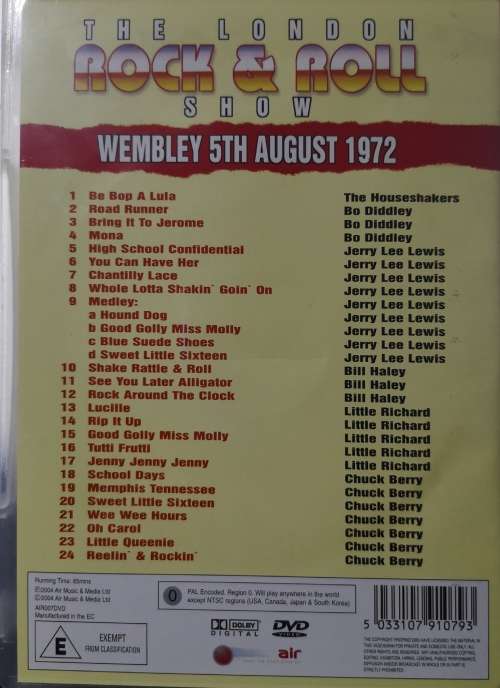 THE LONDON
ROCK & ROLL
SHOW
WEMBLEY 5TH AUGUST 1972
1 Be Bop A Lula The Houseshakers
2 Road Runner Bo Diddley
3 Bring It To Jerome Bo Diddley
4 Mona Bo Diddley
5 High School Confidential Jerry Lee Lewis
6 You Can Have Her Jerry Lee Lewis
7 Chantilly Lace Jerry Lee Lewis
8 Whole Lotta Shakin' Goin' On Jerry Lee Lewis
9 Medley: Jerry Lee Lewis
a Hound Dog Jerry Lee Lewis
b Good Golly Miss Molly Jerry Lee Lewis
c Blue Suede Shoes Jerry Lee Lewis
d Sweet Little Sixteen Jerry Lee Lewis
10 Shake Rattle & Roll Bill Haley
11 See You Later Alligator Bill Haley
12 Rock Around The Clock Bill Haley
13 Lucille Little Richard
14 Rip It Up Little Richard
15 Good Golly Miss Molly Little Richard
16 Tutti Frutti Little Richard
17 Jenny Jenny Jenny Little Richard
18 School Days Chuck Berry
19 Memphis Tennessee Chuck Berry
20 Sweet Little Sixteen Chuck Berry
21 Wee Wee Hours Chuck Berry
22 Oh Carol Chuck Berry
23 Little Queenie Chuck Berry
24 Reelin' & Rockin' Chuck Berry
Running Time: 85mins
©2004 Air Music & Media Ltd
℗2004 Air Music & Media Ltd
AIR007DVD
Manufactured in the EC
E EXEMPT
FROM CLASSIFICATION
0 PAL Encoded. Region 0. Will play anywhere in the world
except NTSC regions (USA, Canada, Japan & South Korea)
DOLBY
DIGITAL
DVD
VIDEO
air
5 033107 910793
THE COPYRIGHT PROPRIETORS HAVE LICENSED THE MATERIAL IN